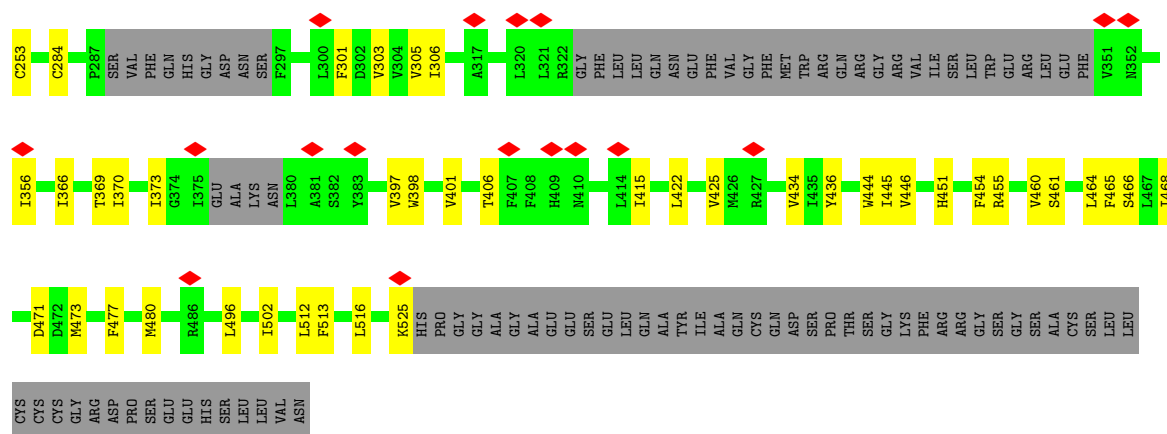 C253 C284 P287 SER VAL PHE GLN HIS GLY ASP ASN SER F297 L300 F301 D302 V303 V304 V305 I306 A317 L320 L321 R322 GLY PHE LEU LEU GLN ASN GLU PHE VAL GLY PHE MET TRP ARG GLN ARG GLY ARG VAL ILE SER LEU TRP GLU ARG LEU GLU PHE V351 N352
I356 I366 T369 I370 I373 G374 I375 GLU ALA LYS ASN L380 A381 S382 Y383 V397 W398 V401 T406 F407 F408 H409 N410 L414 I415 L422 V425 M426 R427 V434 I435 Y436 W444 I445 V446 H451 F454 R455 V460 S461 L464 F465 S466 L467 I468
D471 D472 M473 F477 M480 R486 L496 I502 L512 F513 L516 K525 HIS PRO GLY GLY ALA GLY ALA GLU GLU SER GLU LEU GLN ALA TYR ILE ALA GLN CYS GLN ASP SER PRO THR SER GLY LYS PHE ARG ARG GLY SER GLY SER ALA CYS SER LEU LEU
CYS CYS CYS GLY ARG ASP PRO SER GLU GLU HIS SER LEU LEU VAL ASN